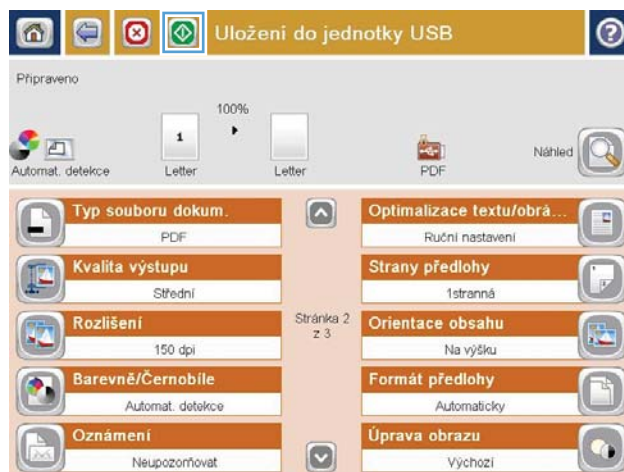 Uložení do jednotky USB
Připraveno
100%
1
Automat. detekce
Letter
Letter
PDF
Náhled
Typ souboru dokum.
PDF
Kvalita výstupu
Střední
Rozlišení
150 dpi
Barevně/Černobíle
Automat. detekce
Oznámení
Neupozorňovat
Stránka 2
z 3
Optimalizace textu/obrá...
Ruční nastavení
Strany předlohy
1stranná
Orientace obsahu
Na výšku
Formát předlohy
Automaticky
Úprava obrazu
Výchozí